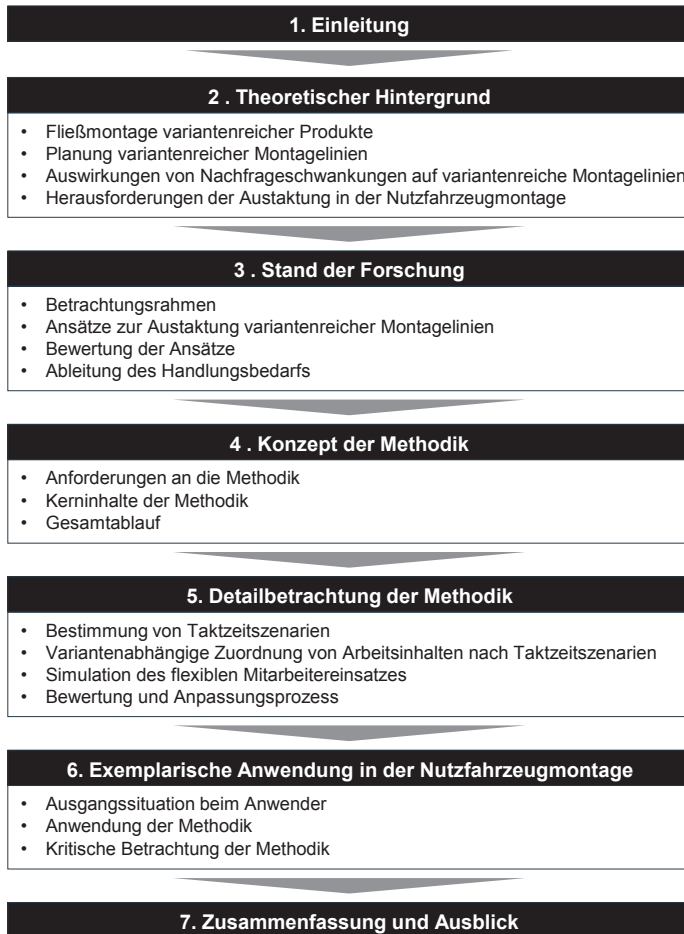 1. Einleitung
2 . Theoretischer Hintergrund
• Fließmontage variantenreicher Produkte
• Planung variantenreicher Montagelinien
• Auswirkungen von Nachfrageschwankungen auf variantenreiche Montagelinien
• Herausforderungen der Austaktung in der Nutzfahrzeugmontage
3 . Stand der Forschung
• Betrachtungsrahmen
• Ansätze zur Austaktung variantenreicher Montagelinien
• Bewertung der Ansätze
• Ableitung des Handlungsbedarfs
4 . Konzept der Methodik
• Anforderungen an die Methodik
• Kerninhalte der Methodik
• Gesamtablauf
5. Detailbetrachtung der Methodik
• Bestimmung von Taktzeitszenarien
• Variantenabhängige Zuordnung von Arbeitsinhalten nach Taktzeitszenarien
• Simulation des flexiblen Mitarbeitereinsatzes
• Bewertung und Anpassungsprozess
6. Exemplarische Anwendung in der Nutzfahrzeugmontage
• Ausgangssituation beim Anwender
• Anwendung der Methodik
• Kritische Betrachtung der Methodik
7. Zusammenfassung und Ausblick